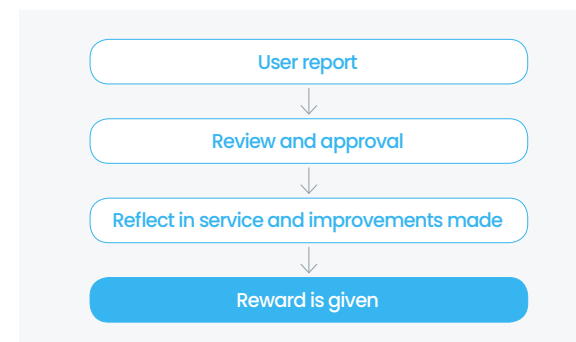 User report
Review and approval
Reflect in service and improvements made
Reward is given